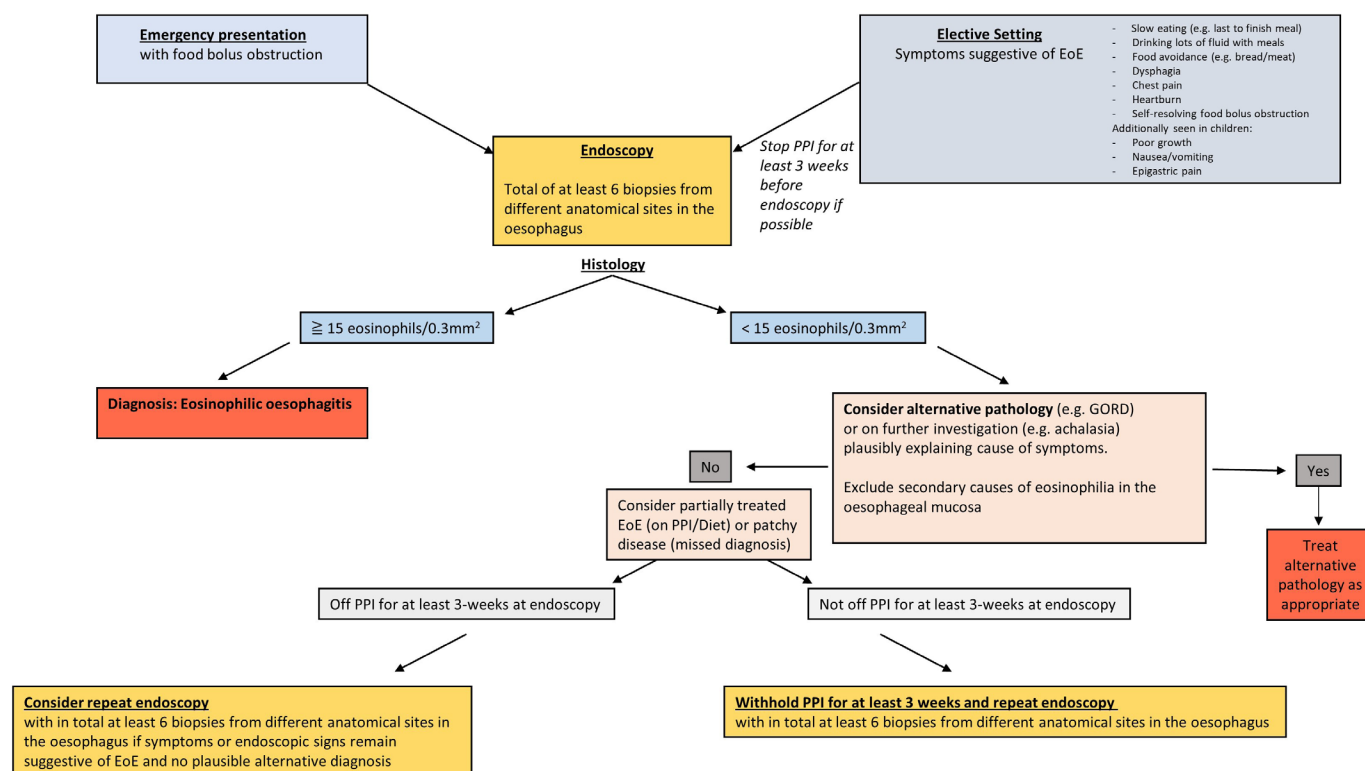 Emergency presentation
with food bolus obstruction
Elective Setting
Symptoms suggestive of EoE
- Slow eating (e.g. last to finish meal)
- Drinking lots of fluid with meals
- Food avoidance (e.g. bread/meat)
- Dysphagia
- Chest pain
- Heartburn
- Self-resolving food bolus obstruction
Additionally seen in children:
- Poor growth
- Nausea/vomiting
- Epigastric pain
Endoscopy
Total of at least 6 biopsies from
different anatomical sites in the
oesophagus
Stop PPI for at
least 3 weeks
before
endoscopy if
possible
Histology
≧ 15 eosinophils/0.3mm²
< 15 eosinophils/0.3mm²
Diagnosis: Eosinophilic oesophagitis
Consider alternative pathology (e.g. GORD)
or on further investigation (e.g. achalasia)
plausibly explaining cause of symptoms.
Exclude secondary causes of eosinophilia in the
oesophageal mucosa
No
Yes
Consider partially treated
EoE (on PPI/Diet) or patchy
disease (missed diagnosis)
Treat
alternative
pathology as
appropriate
Off PPI for at least 3-weeks at endoscopy
Not off PPI for at least 3-weeks at endoscopy
Consider repeat endoscopy
with in total at least 6 biopsies from different anatomical sites in
the oesophagus if symptoms or endoscopic signs remain
suggestive of EoE and no plausible alternative diagnosis
Withhold PPI for at least 3 weeks and repeat endoscopy
with in total at least 6 biopsies from different anatomical sites in the oesophagus